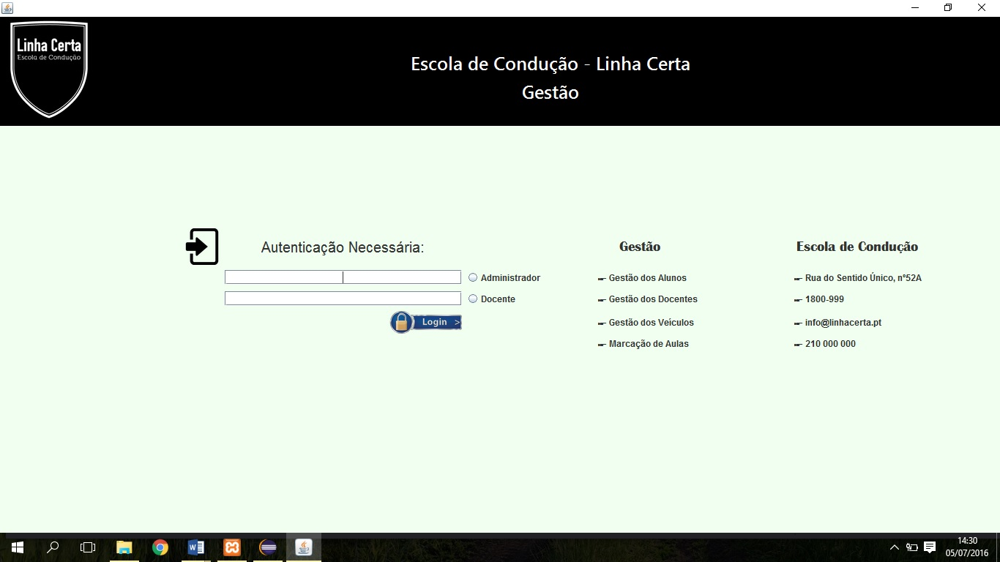 Linha Certa
Escola de Condução
Escola de Condução - Linha Certa
Gestão
Autenticação Necessária:
Administrador
Docente
Login >
Gestão
Gestão dos Alunos
Gestão dos Docentes
Gestão dos Veículos
Marcação de Aulas
Escola de Condução
Rua do Sentido Único, nº52A
1800-999
info@linhacerta.pt
210 000 000
14:30
05/07/2016